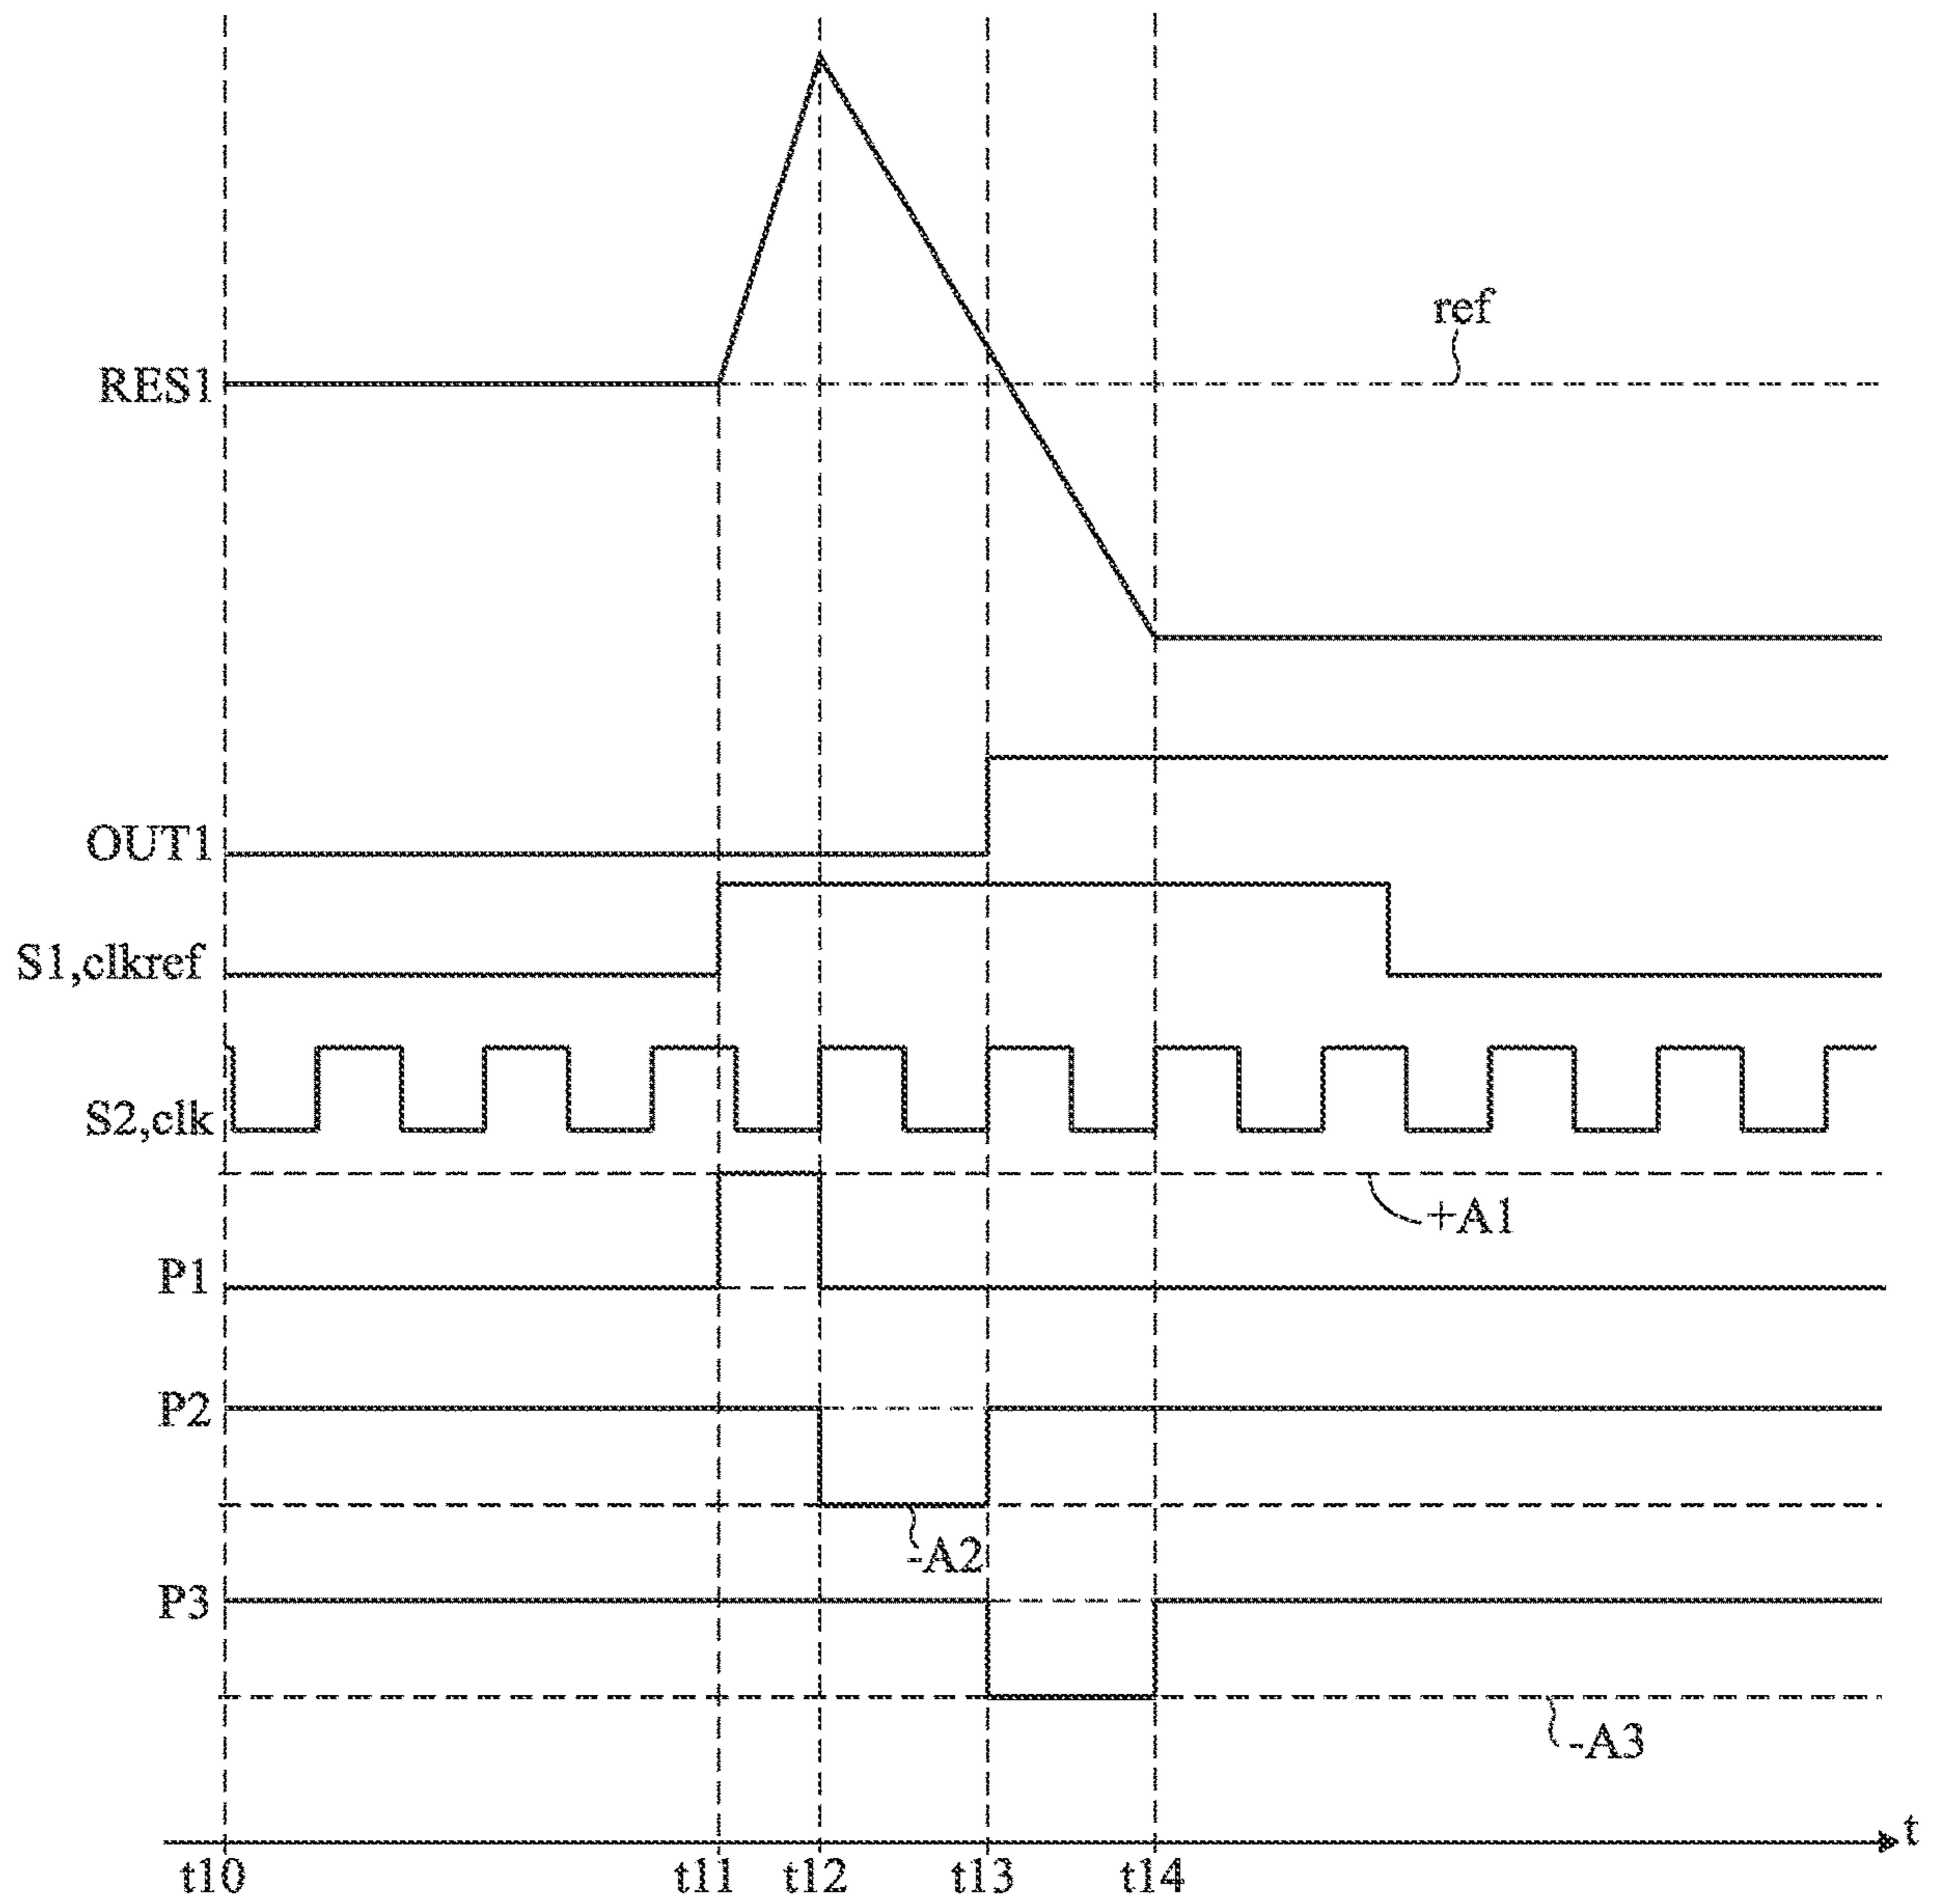 ref
RES1
OUT1
S1,clkref
S2,clk
+A1
P1
P2
-A2
P3
-A3
t
t10 t11 t12 t13 t14